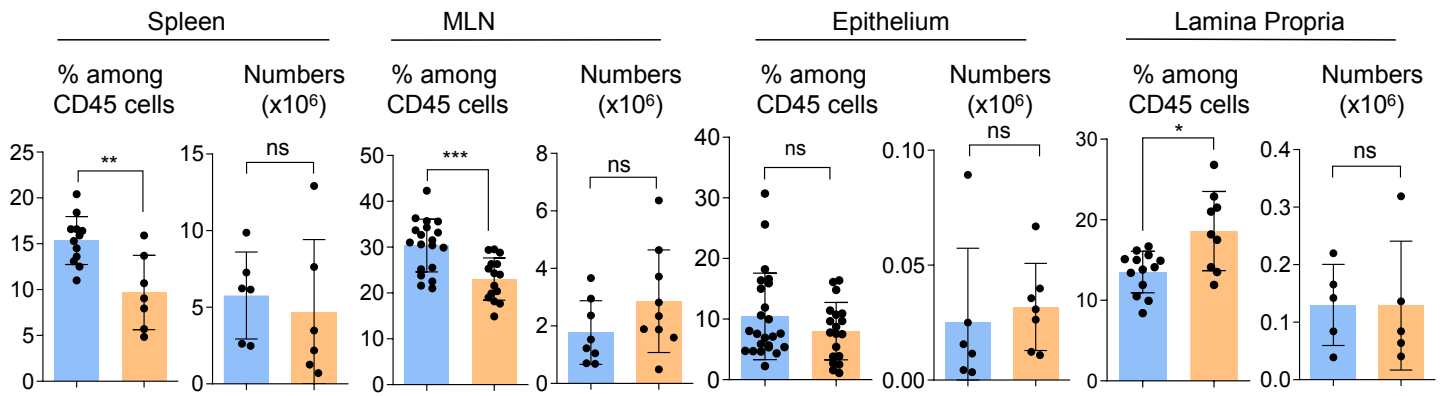 Spleen
MLN
Epithelium
Lamina Propria
% among
CD45 cells
Numbers
(x10⁶)
% among
CD45 cells
Numbers
(x10⁶)
% among
CD45 cells
Numbers
(x10⁶)
% among
CD45 cells
Numbers
(x10⁶)
25
20
15
10
5
0
**
15
10
5
0
ns
50
40
30
20
10
0
***
8
6
4
2
0
ns
40
30
20
10
0
ns
0.10
0.05
0.00
ns
30
20
10
0
*
0.4
0.3
0.2
0.1
0.0
ns